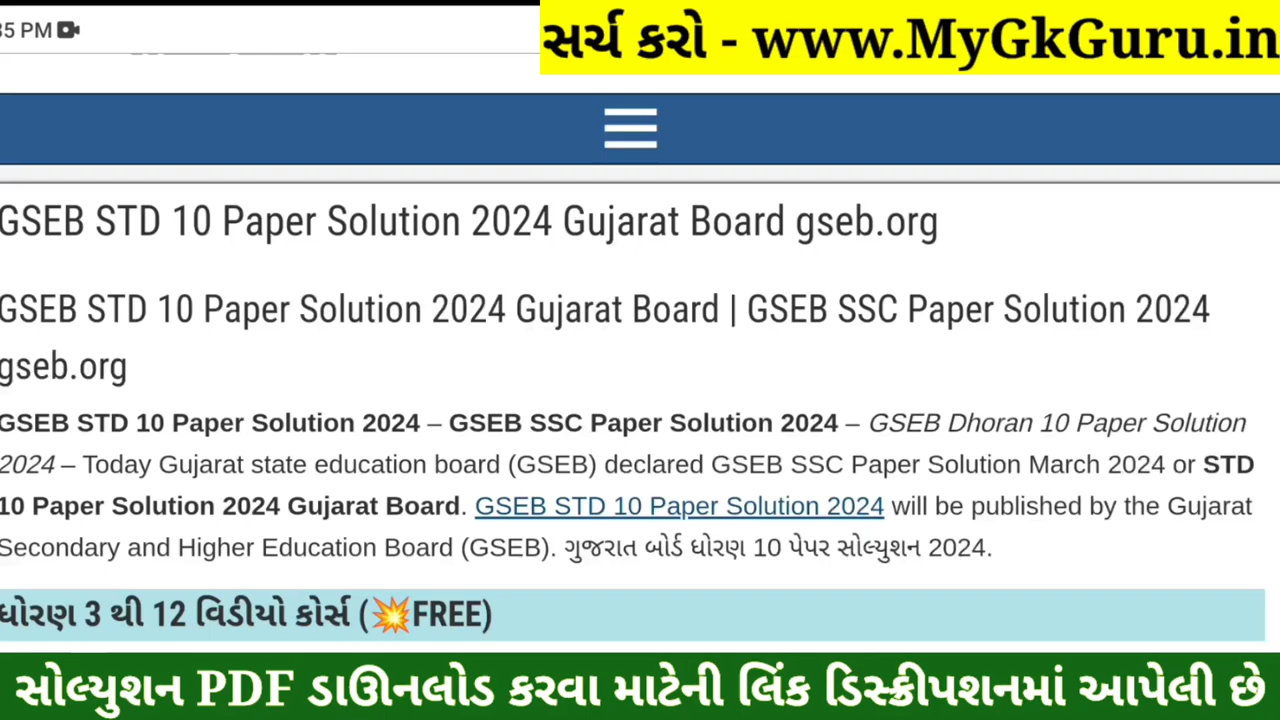 35 PM
સર્ચ કરો - www.MyGkGuru.in
GSEB STD 10 Paper Solution 2024 Gujarat Board gseb.org
GSEB STD 10 Paper Solution 2024 Gujarat Board | GSEB SSC Paper Solution 2024
gseb.org
GSEB STD 10 Paper Solution 2024 – GSEB SSC Paper Solution 2024 – GSEB Dhoran 10 Paper Solution
2024 – Today Gujarat state education board (GSEB) declared GSEB SSC Paper Solution March 2024 or STD
10 Paper Solution 2024 Gujarat Board. GSEB STD 10 Paper Solution 2024 will be published by the Gujarat
Secondary and Higher Education Board (GSEB). ગુજરાત બોર્ડ ધોરણ 10 પેપર સોલ્યુશન 2024.
ધોરણ 3 થી 12 વિડીયો કોર્સ (💥FREE)
સોલ્યુશન PDF ડાઊનલોડ કરવા માટેની લિંક ડિસ્ક્રીપશનમાં આપેલી છે